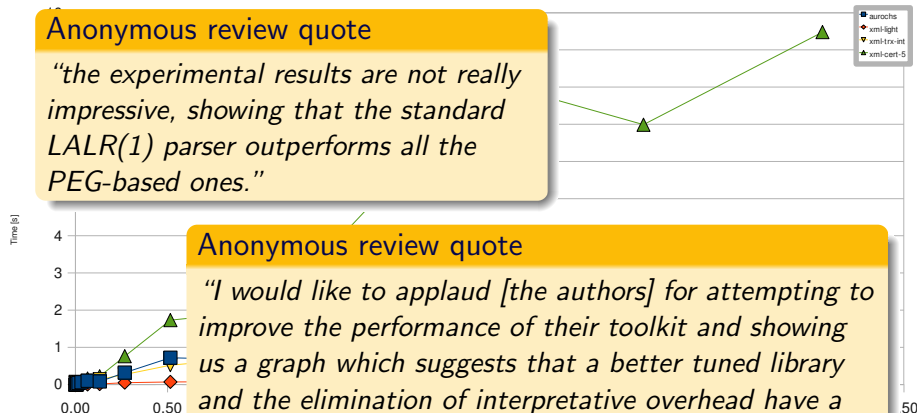 Anonymous review quote
“the experimental results are not really
impressive, showing that the standard
LALR(1) parser outperforms all the
PEG-based ones.”
aurochs
xml-light
xml-trx-int
xml-cert-5
Time [s]
4
3
2
1
0
Anonymous review quote
“I would like to applaud [the authors] for attempting to
improve the performance of their toolkit and showing
us a graph which suggests that a better tuned library
and the elimination of interpretative overhead have a
0.00
0.50
50